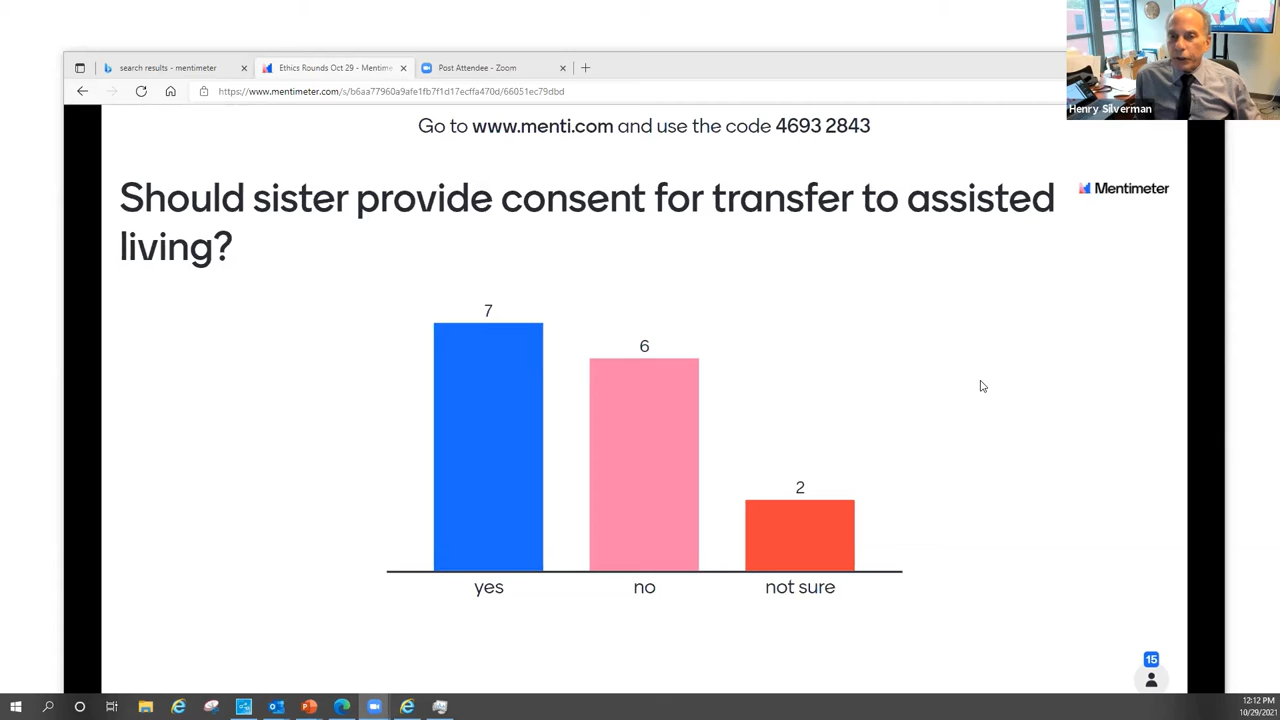 Henry Silverman
search results - mentimeter
Ethics Rounds Oct 29 - Mentime
Post Attendee - Zoom
https://www.mentimeter.com/s/b6aa77960a9afe1fb7f1d17ecffa470d/66051ec79dbd
Go to www.menti.com and use the code 4693 2843
Should sister provide consent for transfer to assisted
living?
Mentimeter
7
6
2
yes
no
not sure
15
12:12 PM
10/29/2021